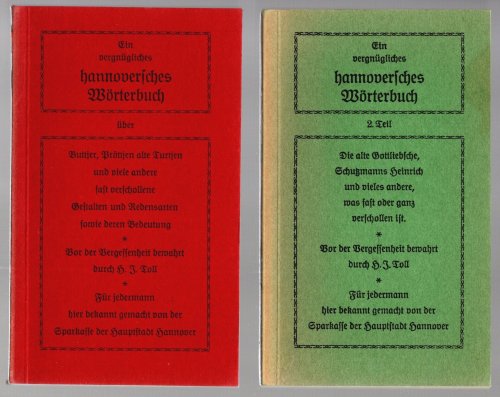 Ein
vergnügliches
hannoversches
Wörterbuch
über
Buttjer, Bröttjen alte Tuntjen
und viele andere
fast verschollene
Gestalten und Redensarten
sowie deren Bedeutung
*
Vor der Vergessenheit bewahrt
durch H. J. Toll
*
Für jedermann
hier bekannt gemacht von der
Sparkasse der Hauptstadt Hannover
Ein
vergnügliches
hannoversches
Wörterbuch
2. Teil
Die alte Gottliebsche,
Schutzmanns Heinrich
und vieles andere,
was fast oder ganz
verschollen ist.
*
Vor der Vergessenheit bewahrt
durch H. J. Toll
*
Für jedermann
hier bekannt gemacht von der
Sparkasse der Hauptstadt Hannover